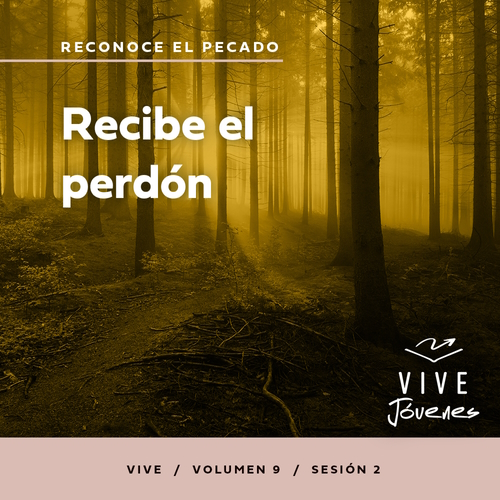 RECONOCE EL PECADO
Recibe el
perdón
VIVE
Jóvenes
VIVE / VOLUMEN 9 / SESIÓN 2